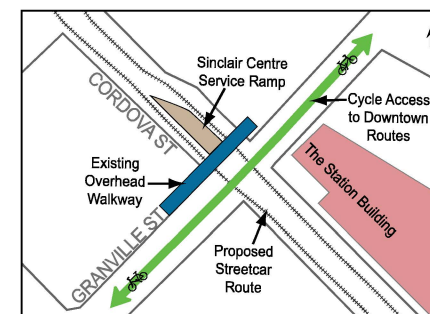 Sinclair Centre
Service Ramp
CORDOVA ST
Cycle Access
to Downtown
Routes
Existing
Overhead
Walkway
The Station Building
GRANVILLE ST
Proposed
Streetcar
Route